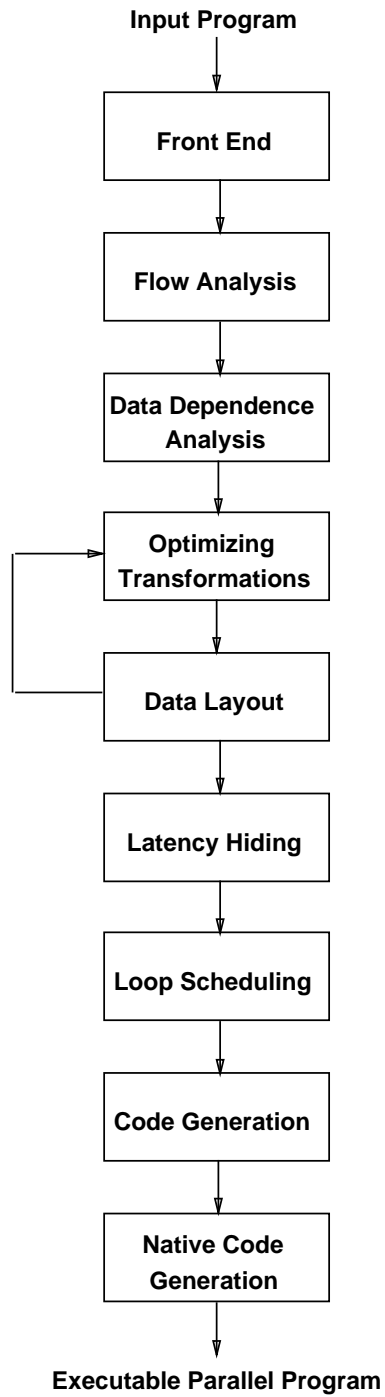 Input Program
Front End
Flow Analysis
Data Dependence
Analysis
Optimizing
Transformations
Data Layout
Latency Hiding
Loop Scheduling
Code Generation
Native Code
Generation
Executable Parallel Program